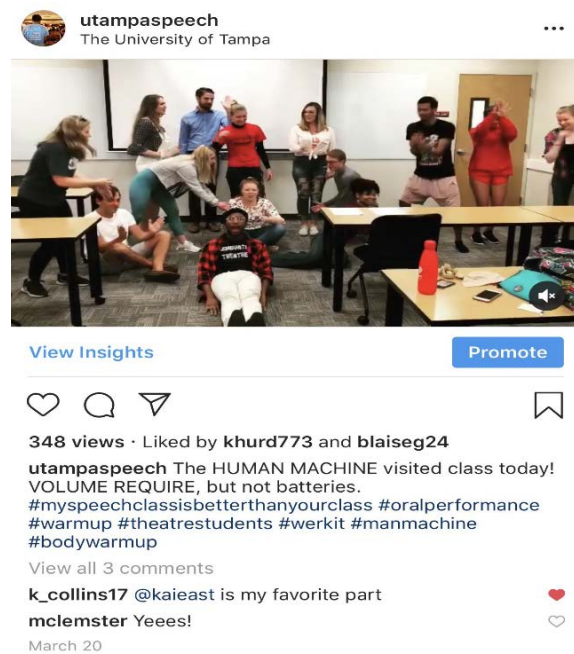 utampaspeech
The University of Tampa
View Insights
Promote
348 views · Liked by khurd773 and blaiseg24
utampaspeech The HUMAN MACHINE visited class today!
VOLUME REQUIRE, but not batteries.
#myspeechclassisbetterthanyourclass #oralperformance
#warmup #theatrestudents #werkit #manmachine
#bodywarmup
View all 3 comments
k_collins17 @kaieast is my favorite part
mclemster Yeees!
March 20